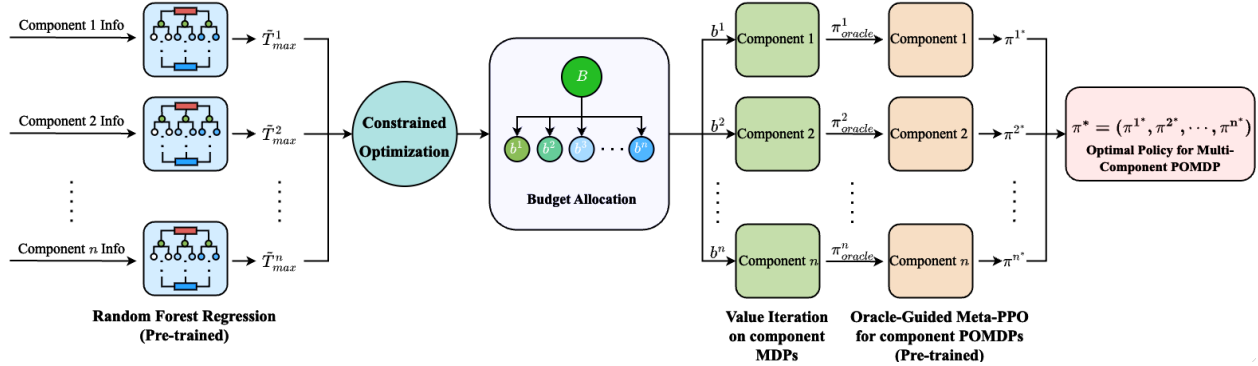 Component 1 Info
Component 2 Info
Component n Info
T̃¹max
T̃²max
T̃ⁿmax
Random Forest Regression
(Pre-trained)
Constrained
Optimization
B
b¹ b² b³ ··· bⁿ
Budget Allocation
b¹
b²
bⁿ
Component 1
Component 2
Component n
Value Iteration
on component
MDPs
π¹oracle
π²oracle
πⁿoracle
Component 1
Component 2
Component n
Oracle-Guided Meta-PPO
for component POMDPs
(Pre-trained)
π¹*
π²*
πⁿ*
π* = (π¹*, π²*, ···, πⁿ*)
Optimal Policy for Multi-
Component POMDP